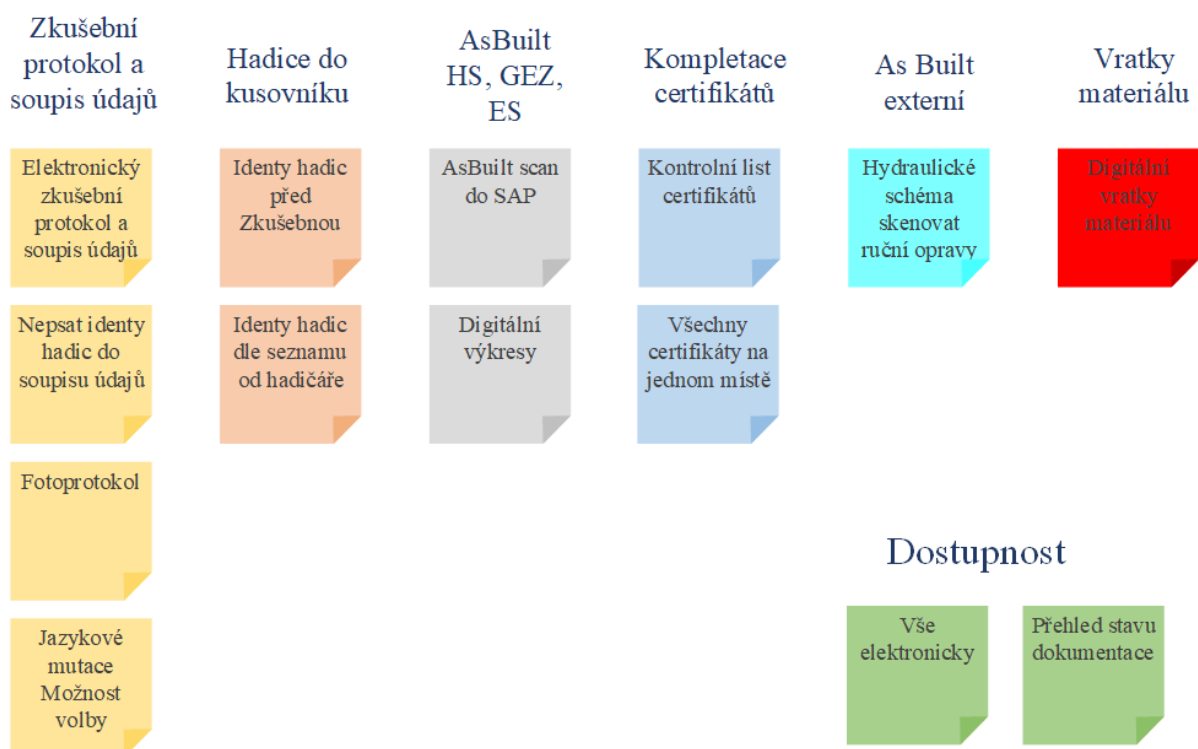 Zkušební
protokol a
soupis údajů
Hadice do
kusovníku
AsBuilt
HS, GEZ,
ES
Kompletace
certifikátů
As Built
externí
Vratky
materiálu
Elektronický
zkušební
protokol a
soupis údajů
Identy hadic
před
Zkušebnou
AsBuilt scan
do SAP
Kontrolní list
certifikátů
Hydraulické
schéma
skenovat
ruční opravy
Digitální
vratky
materiálu
Nepsat identy
hadic do
soupisu údajů
Identy hadic
dle seznamu
od hadičáře
Digitální
výkresy
Všechny
certifikáty na
jednom místě
Fotoprotokol
Jazykové
mutace
Možnost
volby
Dostupnost
Vše
elektronicky
Přehled stavu
dokumentace